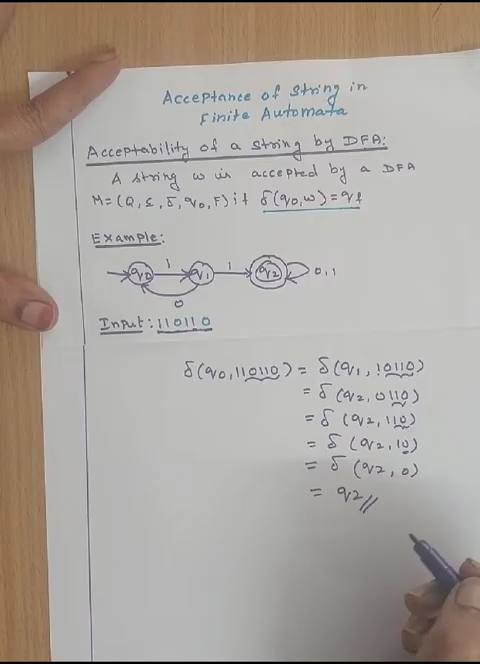 Acceptance of String in
Finite Automata
Acceptability of a string by DFA:
A string w is accepted by a DFA
M=(Q, Σ, δ, q0, F) if δ(q0,w)=qf
Example:
q0 1 q1 1 q2 0,1
0
Input: 110110
δ(q0,110110) = δ(q1, 10110)
= δ (q2, 0110)
= δ (q2, 110)
= δ (q2, 10)
= δ (q2, 0)
= q2//